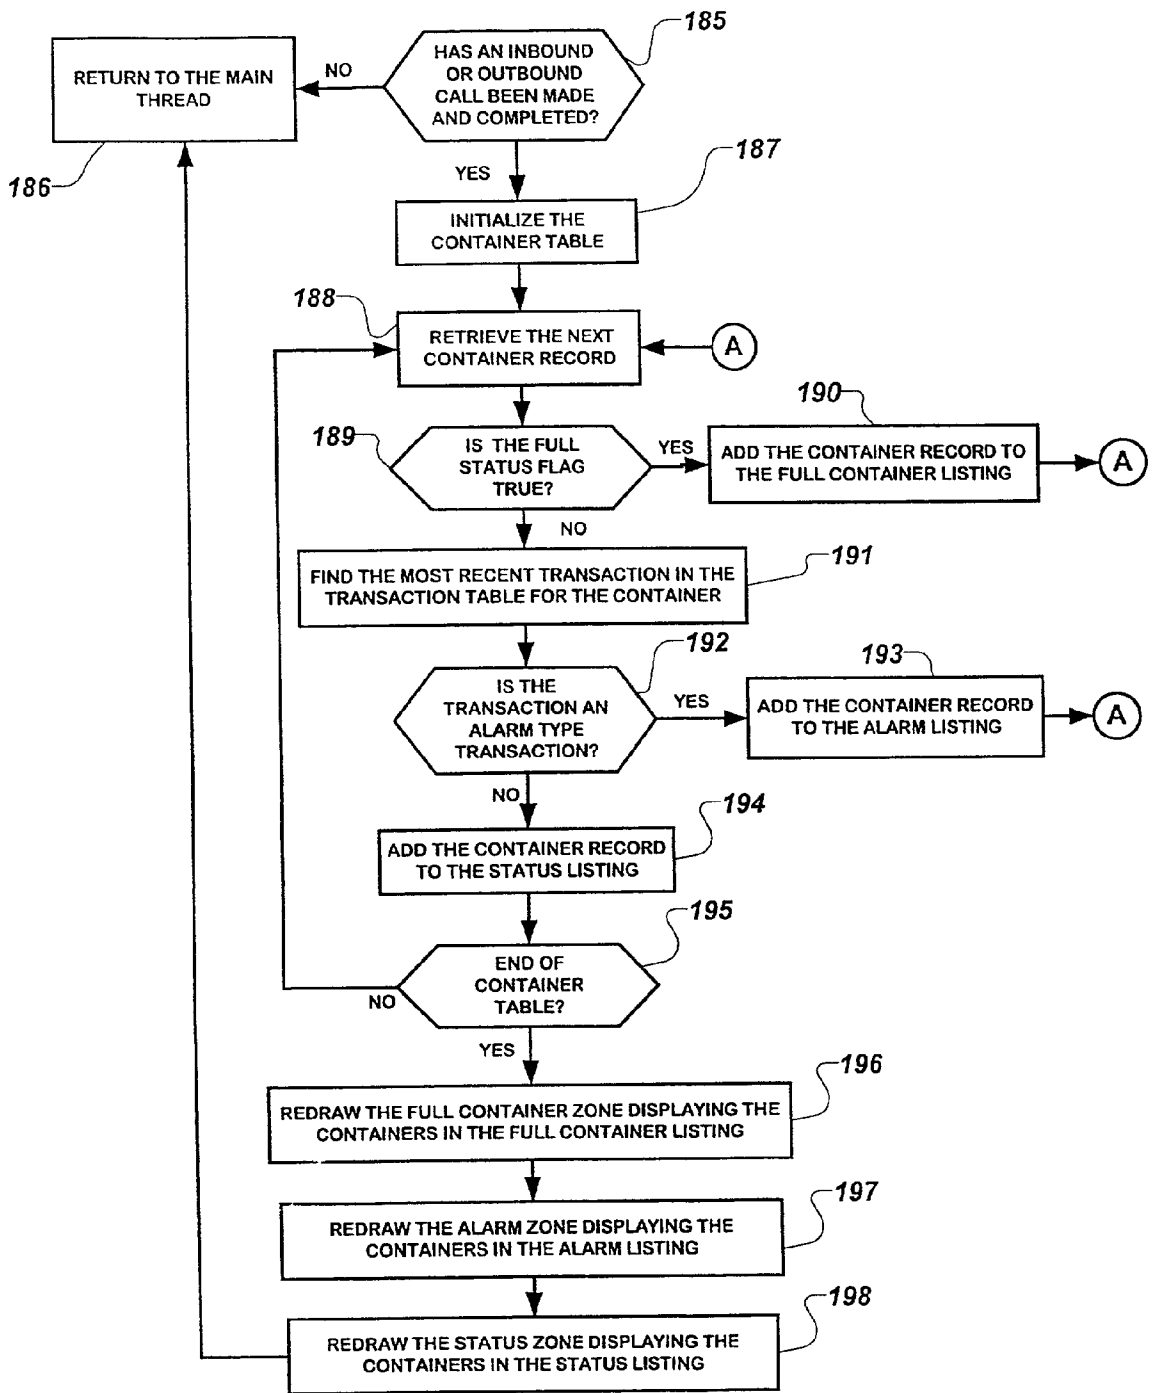 185
HAS AN INBOUND
OR OUTBOUND
CALL BEEN MADE
AND COMPLETED?
NO
RETURN TO THE MAIN
THREAD
186
YES
187
INITIALIZE THE
CONTAINER TABLE
188
RETRIEVE THE NEXT
CONTAINER RECORD
A
189
IS THE FULL
STATUS FLAG
TRUE?
YES
190
ADD THE CONTAINER RECORD TO
THE FULL CONTAINER LISTING
A
NO
191
FIND THE MOST RECENT TRANSACTION IN THE
TRANSACTION TABLE FOR THE CONTAINER
192
IS THE
TRANSACTION AN
ALARM TYPE
TRANSACTION?
YES
193
ADD THE CONTAINER RECORD
TO THE ALARM LISTING
A
NO
194
ADD THE CONTAINER RECORD
TO THE STATUS LISTING
195
END OF
CONTAINER
TABLE?
NO
YES
196
REDRAW THE FULL CONTAINER ZONE DISPLAYING THE
CONTAINERS IN THE FULL CONTAINER LISTING
197
REDRAW THE ALARM ZONE DISPLAYING THE
CONTAINERS IN THE ALARM LISTING
198
REDRAW THE STATUS ZONE DISPLAYING THE
CONTAINERS IN THE STATUS LISTING